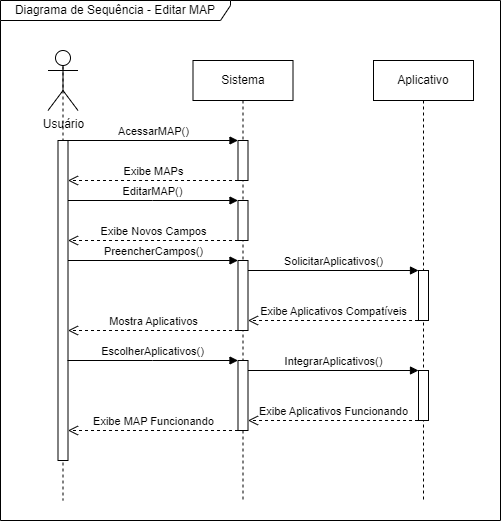 Diagrama de Sequência - Editar MAP
Sistema
Aplicativo
Usuário
AcessarMAP()
Exibe MAPs
EditarMAP()
Exibe Novos Campos
PreencherCampos()
SolicitarAplicativos()
Exibe Aplicativos Compatíveis
Mostra Aplicativos
EscolherAplicativos()
IntegrarAplicativos()
Exibe Aplicativos Funcionando
Exibe MAP Funcionando